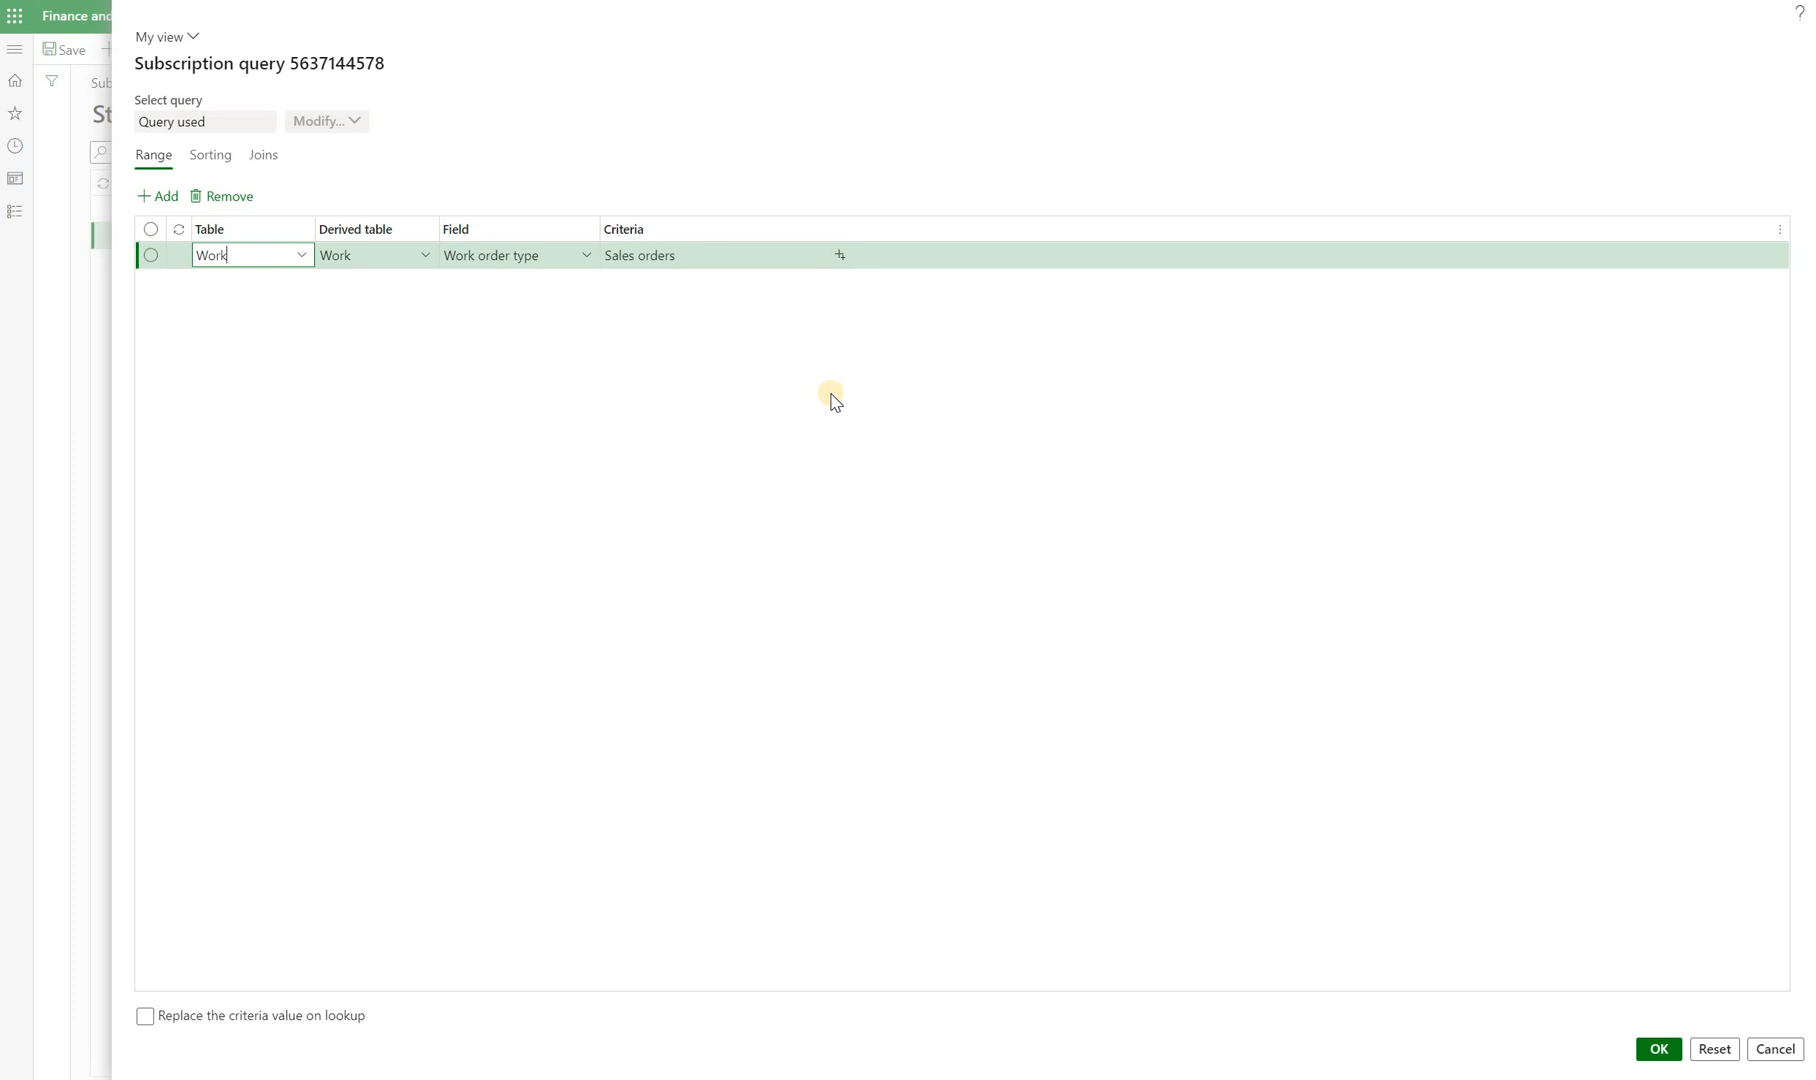 Finance and
?
Save
My view
Subscription query 5637144578
Sub
St
Select query
Query used
Modify...
Range Sorting Joins
Add Remove
Table Derived table Field Criteria
Work Work Work order type Sales orders
Replace the criteria value on lookup
OK Reset Cancel